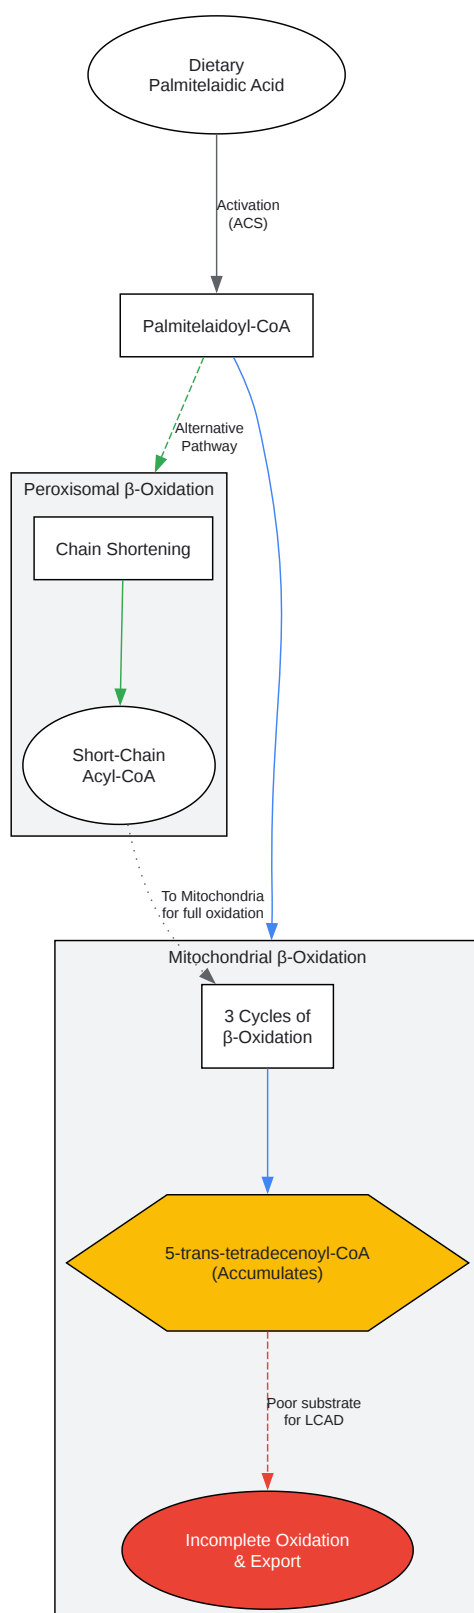 Dietary
Palmitelaidic Acid
Activation
(ACS)
Palmitelaidoyl-CoA
Alternative
Pathway
Peroxisomal β-Oxidation
Chain Shortening
Short-Chain
Acyl-CoA
To Mitochondria
for full oxidation
Mitochondrial β-Oxidation
3 Cycles of
β-Oxidation
5-trans-tetradecenoyl-CoA
(Accumulates)
Poor substrate
for LCAD
Incomplete Oxidation
& Export